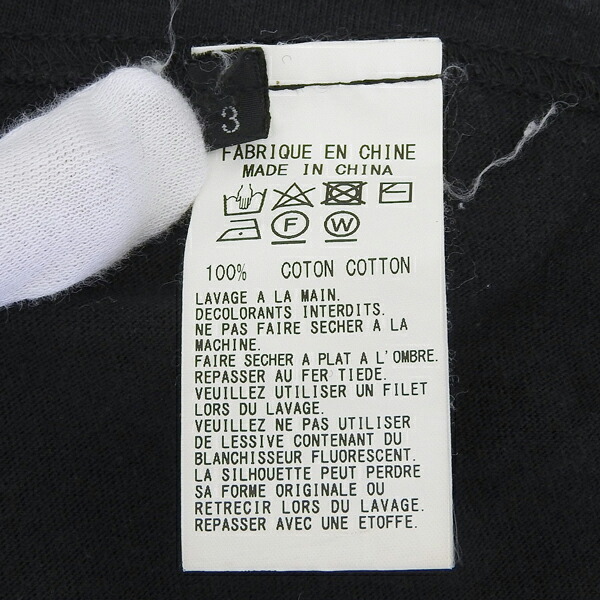 3
FABRIQUE EN CHINE
MADE IN CHINA
F W
100% COTON COTTON
LAVAGE A LA MAIN.
DECOLORANTS INTERDITS.
NE PAS FAIRE SECHER A LA
MACHINE.
FAIRE SECHER A PLAT A L'OMBRE.
REPASSER AU FER TIEDE.
VEUILLEZ UTILISER UN FILET
LORS DU LAVAGE.
VEUILLEZ NE PAS UTILISER
DE LESSIVE CONTENANT DU
BLANCHISSEUR FLUORESCENT.
LA SILHOUETTE PEUT PERDRE
SA FORME ORIGINALE OU
RETRECIR LORS DU LAVAGE.
REPASSER AVEC UNE ETOFFE.